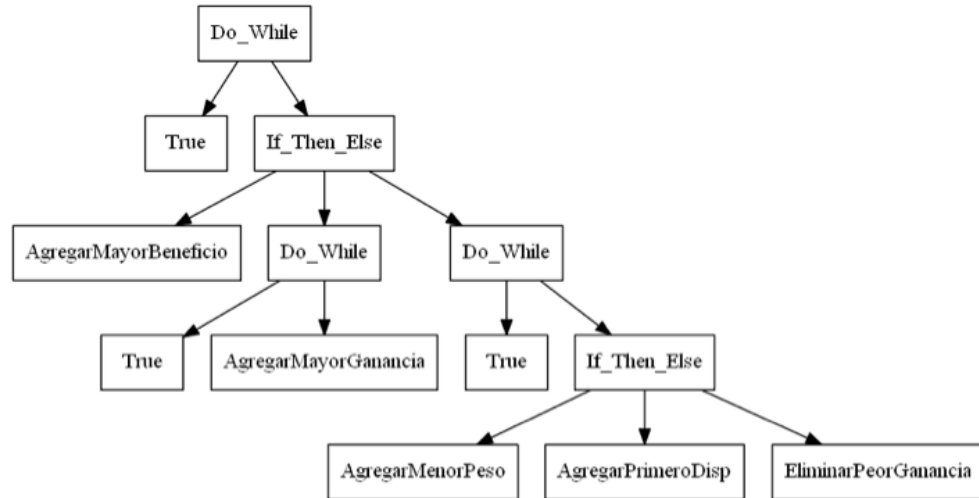 Do_While
True
If_Then_Else
AgregarMayorBeneficio
Do_While
Do_While
True
AgregarMayorGanancia
True
If_Then_Else
AgregarMenorPeso
AgregarPrimeroDisp
EliminarPeorGanancia